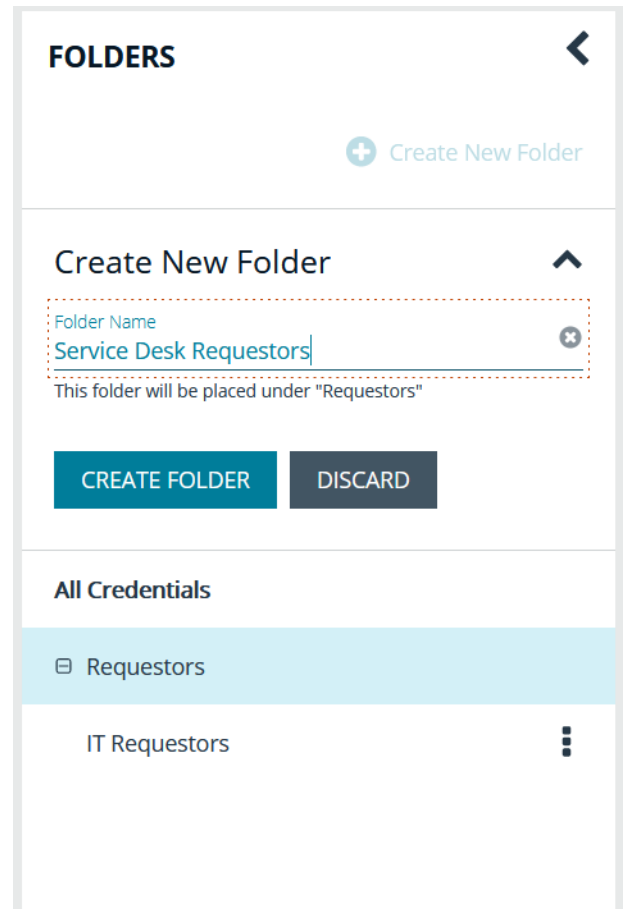 FOLDERS
Create New Folder
Create New Folder
Folder Name
Service Desk Requestors
This folder will be placed under "Requestors"
CREATE FOLDER DISCARD
All Credentials
Requestors
IT Requestors